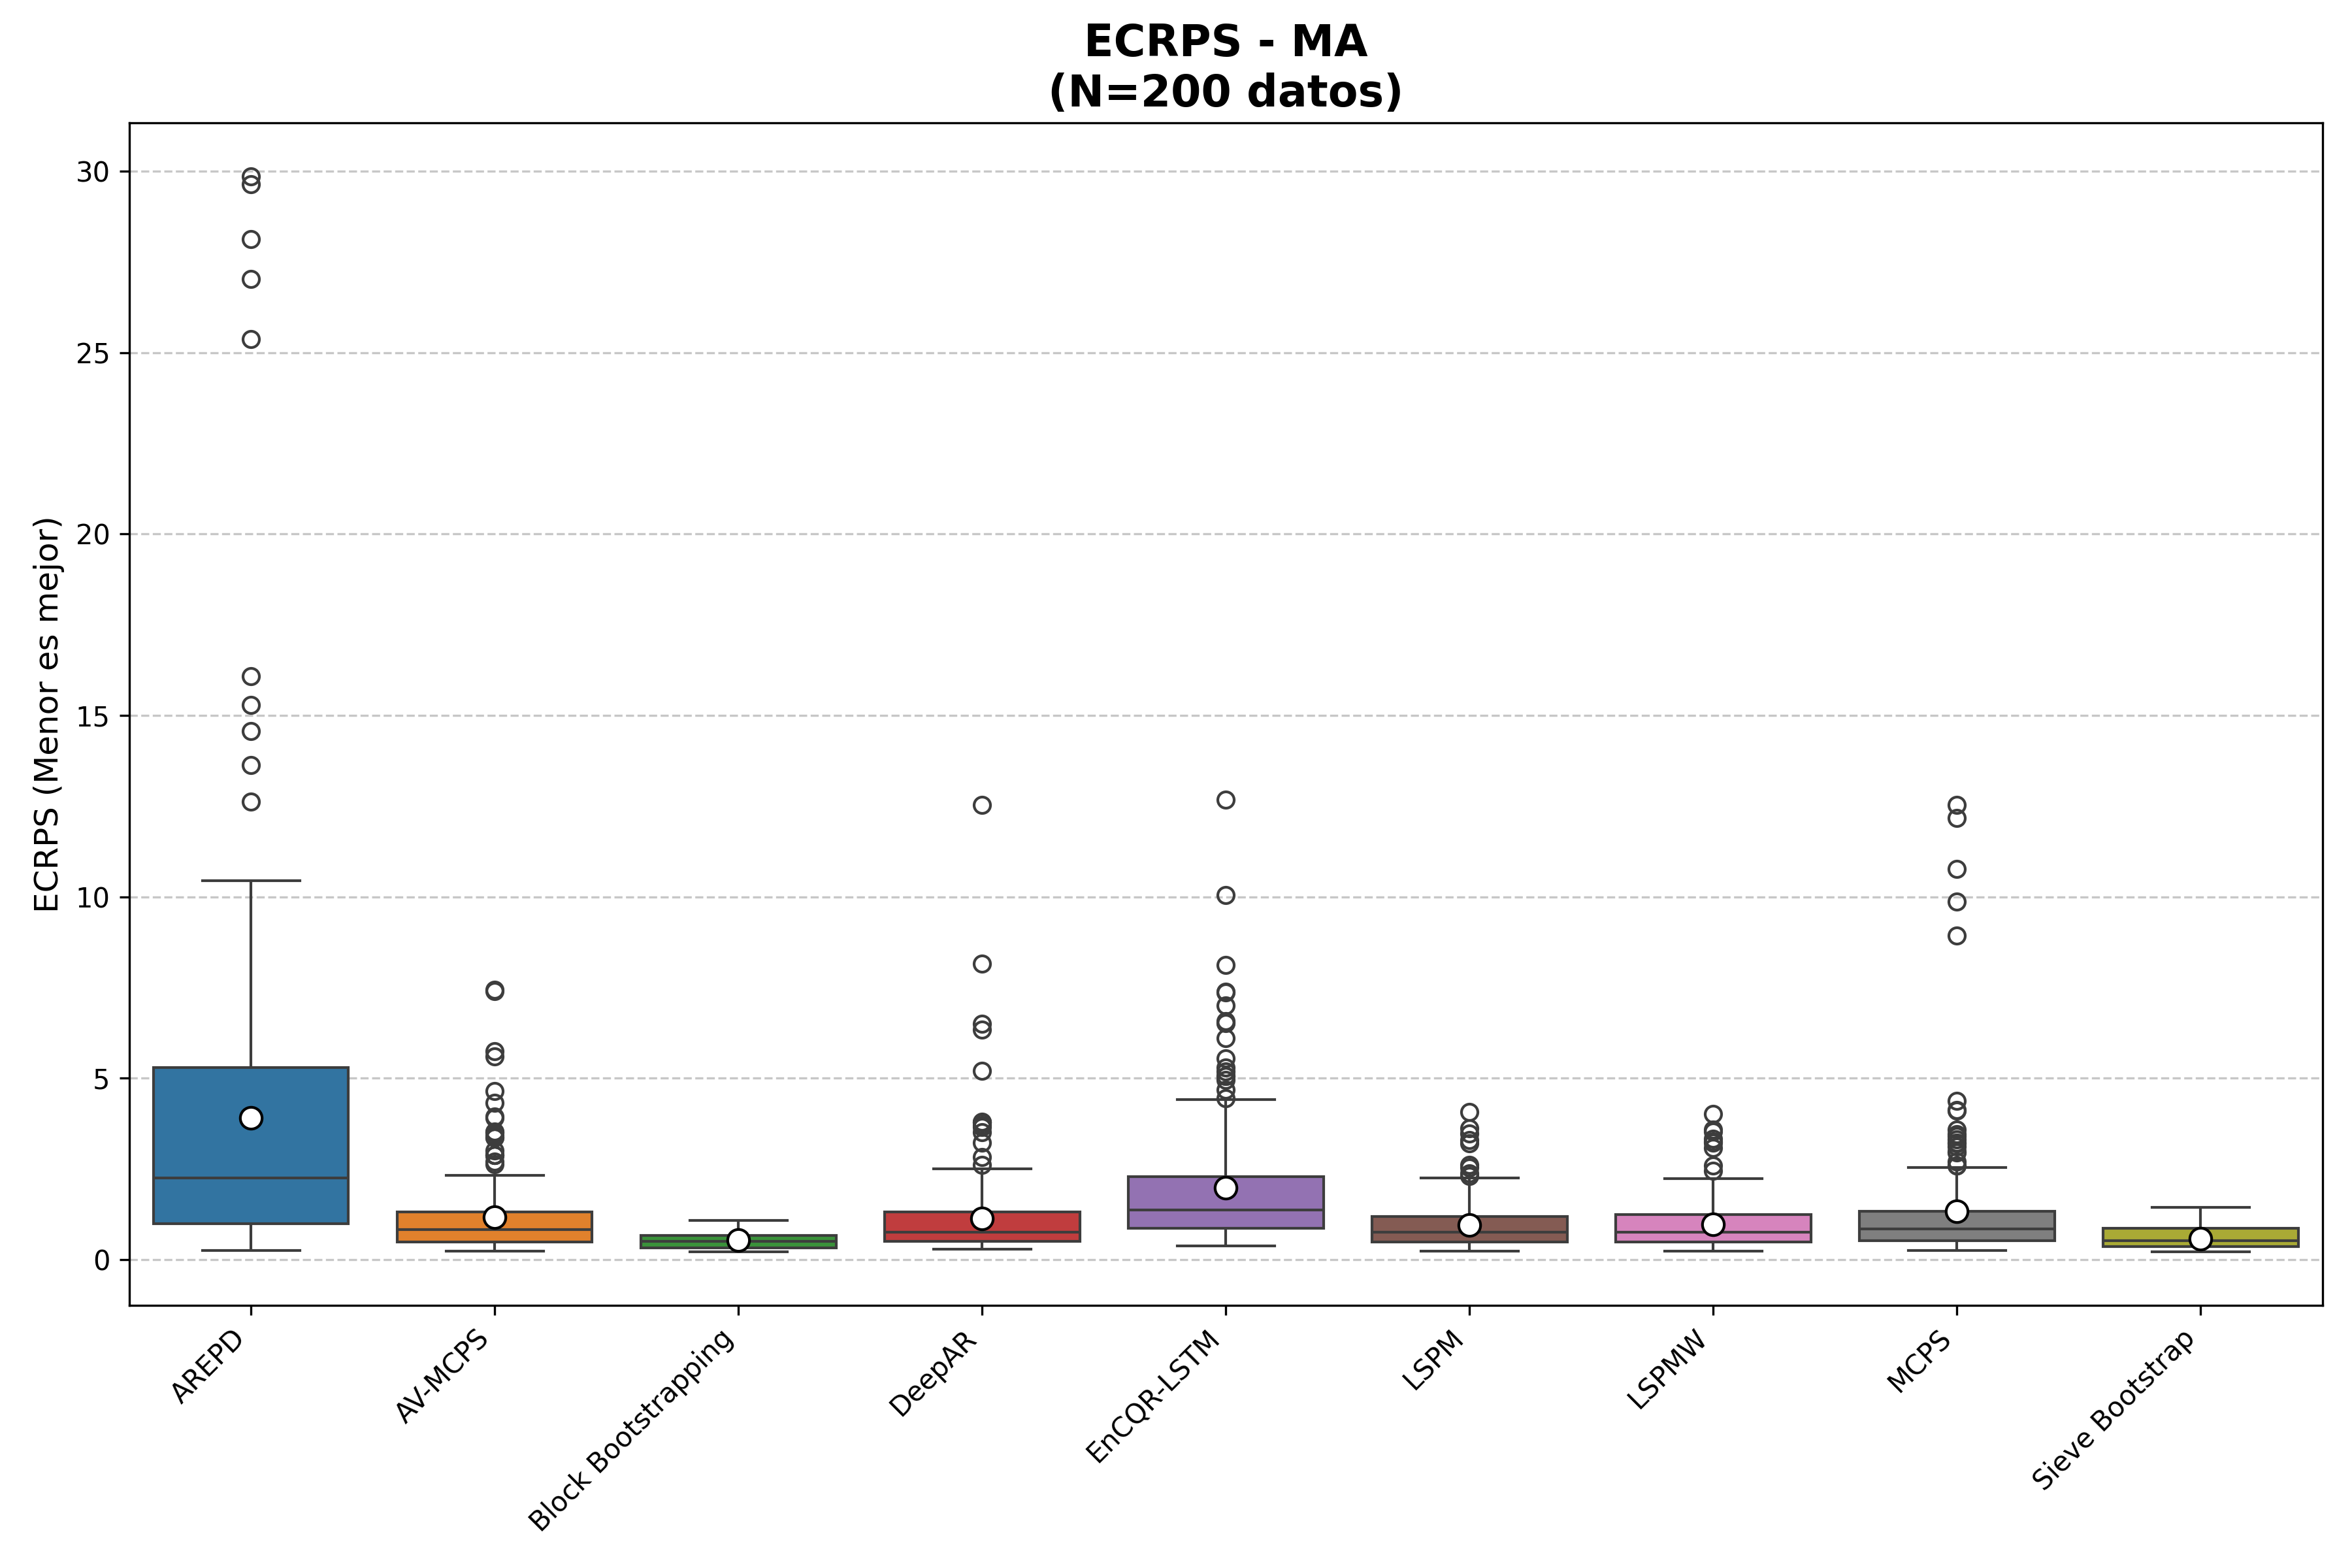 ECRPS - MA
(N=200 datos)
ECRPS (Menor es mejor)
30
25
20
15
10
5
0
AREPD
AV-MCPS
Block Bootstrapping
DeepAR
EnCQR-LSTM
LSPM
LSPMW
MCPS
Sieve Bootstrap